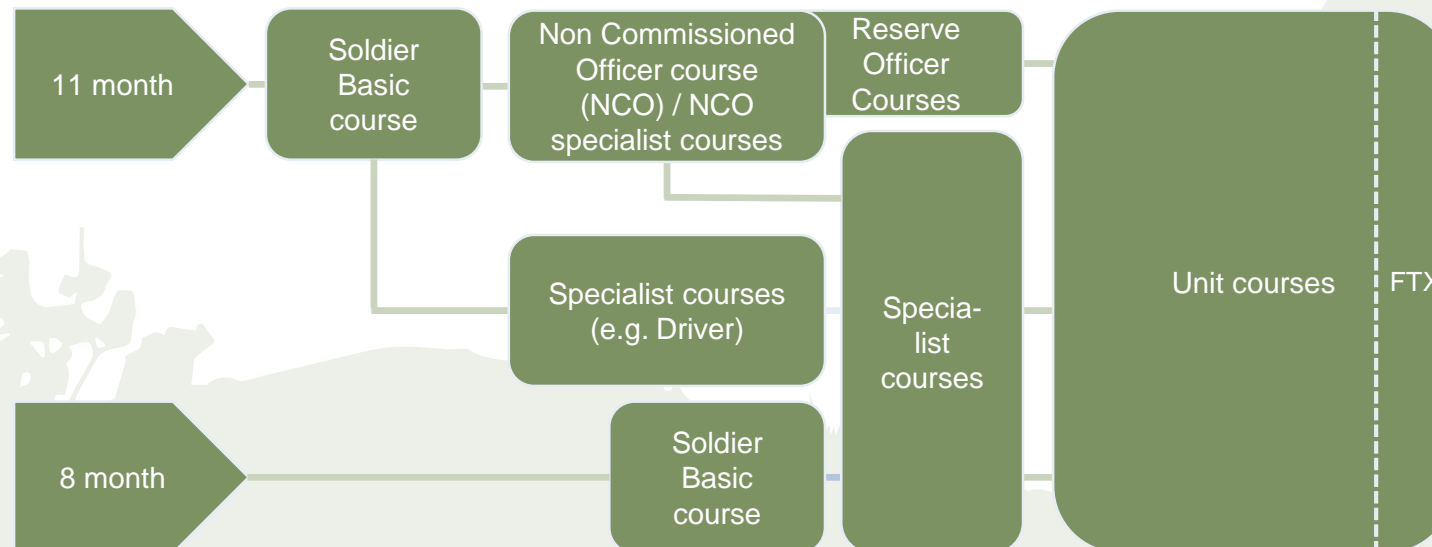 11 month
Soldier
Basic
course
Non Commissioned
Officer course
(NCO) / NCO
specialist courses
Reserve
Officer
Courses
Specialist courses
(e.g. Driver)
Specia-
list
courses
Unit courses
FTX
8 month
Soldier
Basic
course